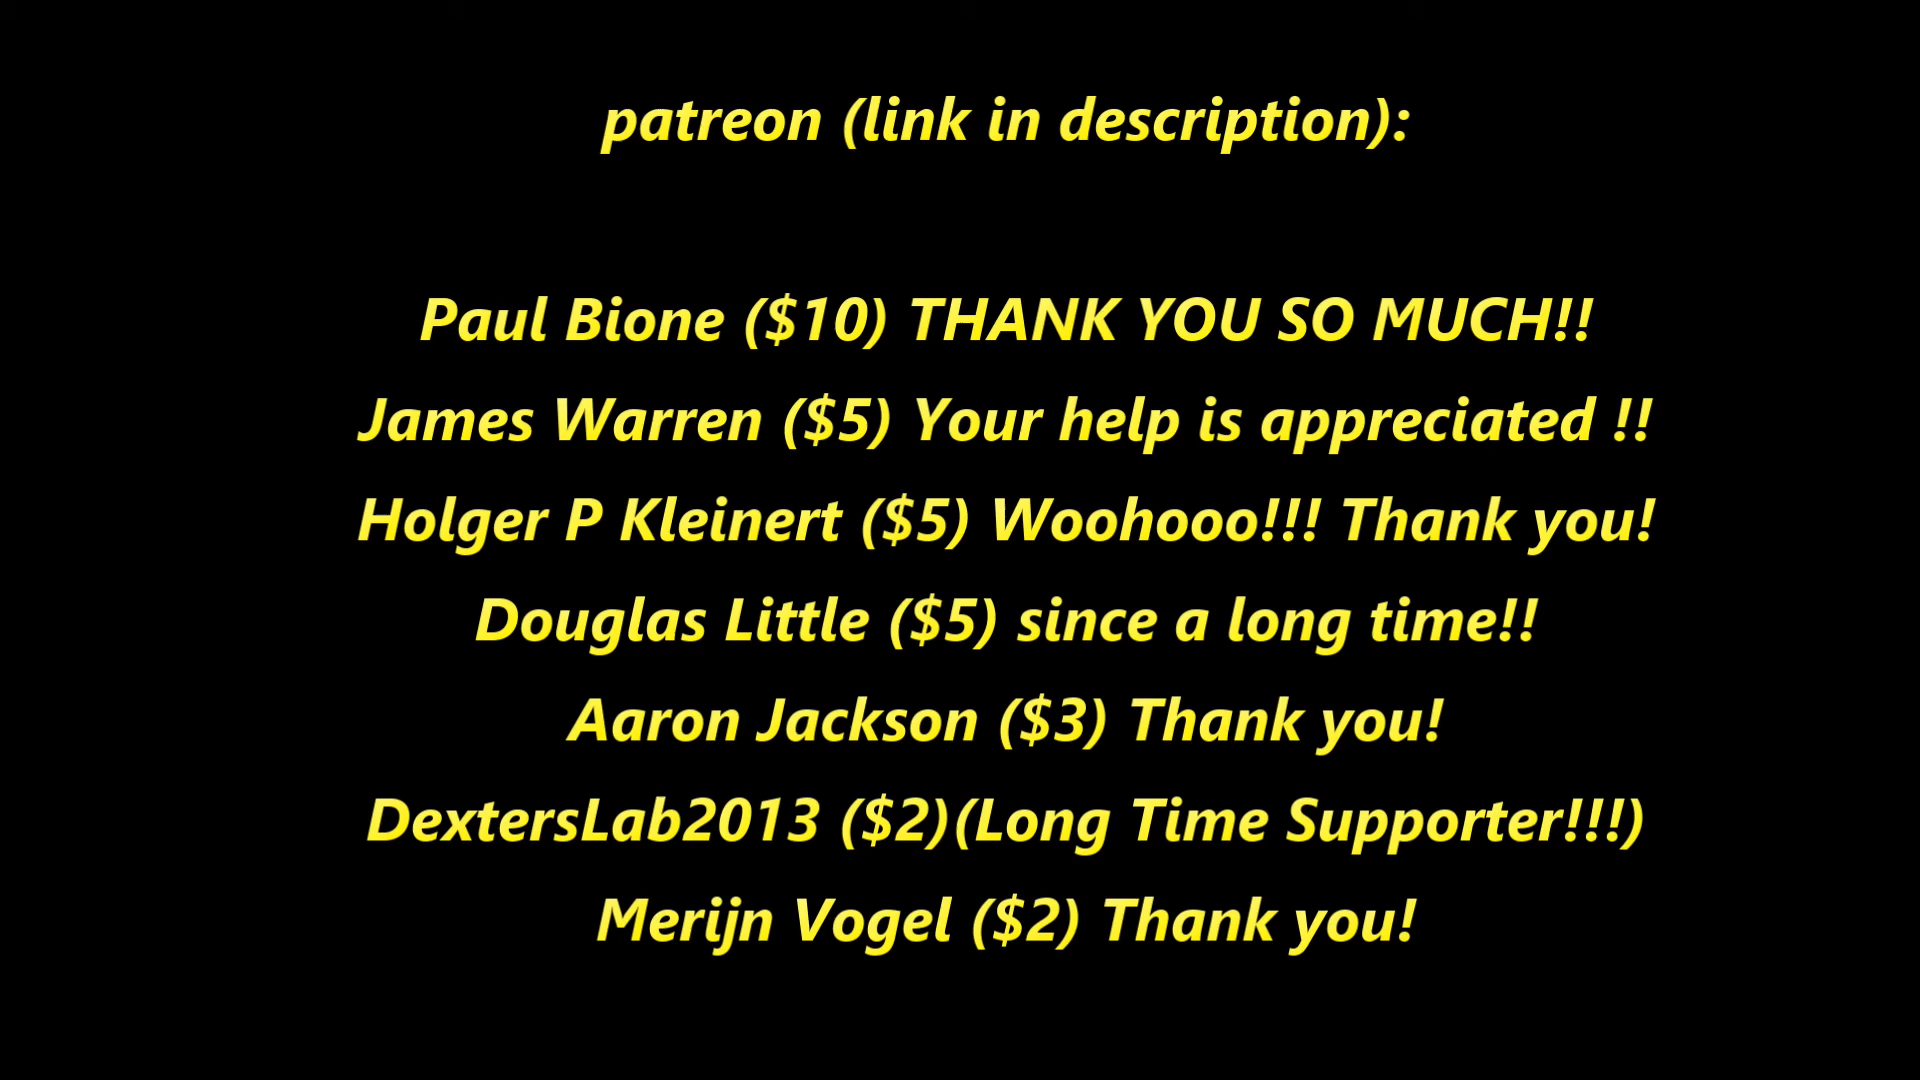 patreon (link in description):
Paul Bione ($10) THANK YOU SO MUCH!!
James Warren ($5) Your help is appreciated !!
Holger P Kleinert ($5) Woohooo!!! Thank you!
Douglas Little ($5) since a long time!!
Aaron Jackson ($3) Thank you!
DextersLab2013 ($2)(Long Time Supporter!!!)
Merijn Vogel ($2) Thank you!